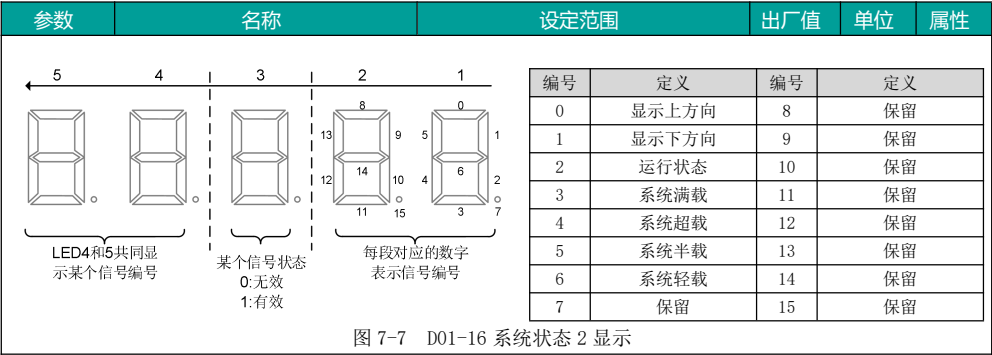 参数 名称 设定范围 出厂值 单位 属性
5 4 3 2 1
8 0
13 9 5 1
14 6
12 10 4 2
11 15 3 7
LED4和5共同显
示某个信号编号
某个信号状态
0:无效
1:有效
每段对应的数字
表示信号编号
编号 定义 编号 定义
0 显示上方向 8 保留
1 显示下方向 9 保留
2 运行状态 10 保留
3 系统满载 11 保留
4 系统超载 12 保留
5 系统半载 13 保留
6 系统轻载 14 保留
7 保留 15 保留
图 7-7 D01-16 系统状态 2 显示